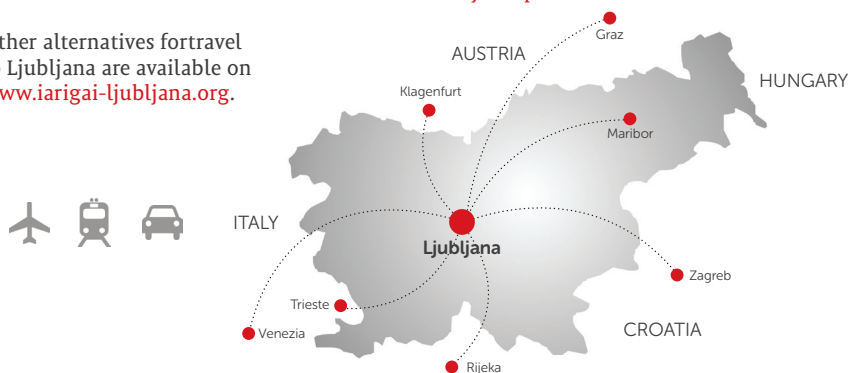 Graz
ther alternatives fortravel
Ljubljana are available on
ww.iarigai-ljubljana.org.
AUSTRIA
HUNGARY
Klagenfurt
Maribor
ITALY
Ljubljana
Zagreb
Trieste
Venezia
CROATIA
Rijeka